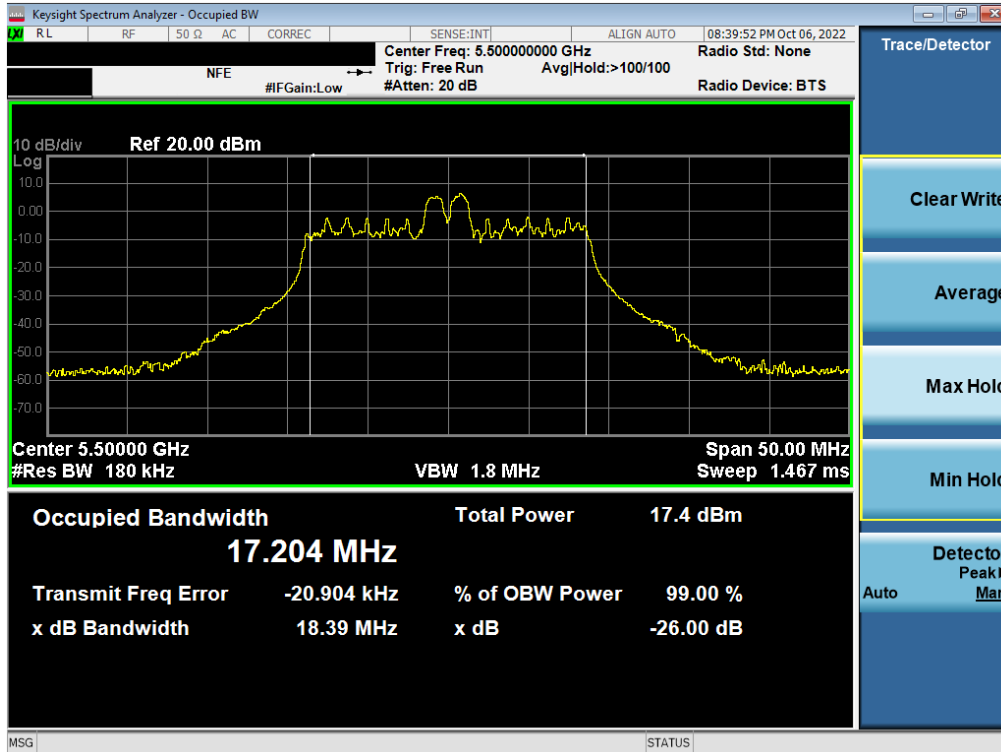 Keysight Spectrum Analyzer - Occupied BW
LXI RL RF 50 Ω AC CORREC SENSE:INT ALIGN AUTO 08:39:52 PM Oct 06, 2022
Center Freq: 5.500000000 GHz Radio Std: None
NFE Trig: Free Run Avg|Hold:>100/100
#IFGain:Low #Atten: 20 dB Radio Device: BTS
10 dB/div Ref 20.00 dBm
Log
10.0
0.00
-10.0
-20.0
-30.0
-40.0
-50.0
-60.0
-70.0
Center 5.50000 GHz Span 50.00 MHz
#Res BW 180 kHz VBW 1.8 MHz Sweep 1.467 ms
Occupied Bandwidth Total Power 17.4 dBm
17.204 MHz
Transmit Freq Error -20.904 kHz % of OBW Power 99.00 %
x dB Bandwidth 18.39 MHz x dB -26.00 dB
MSG STATUS
Trace/Detector
Clear Write
Average
Max Hold
Min Hold
Detector
Peak
Auto Man